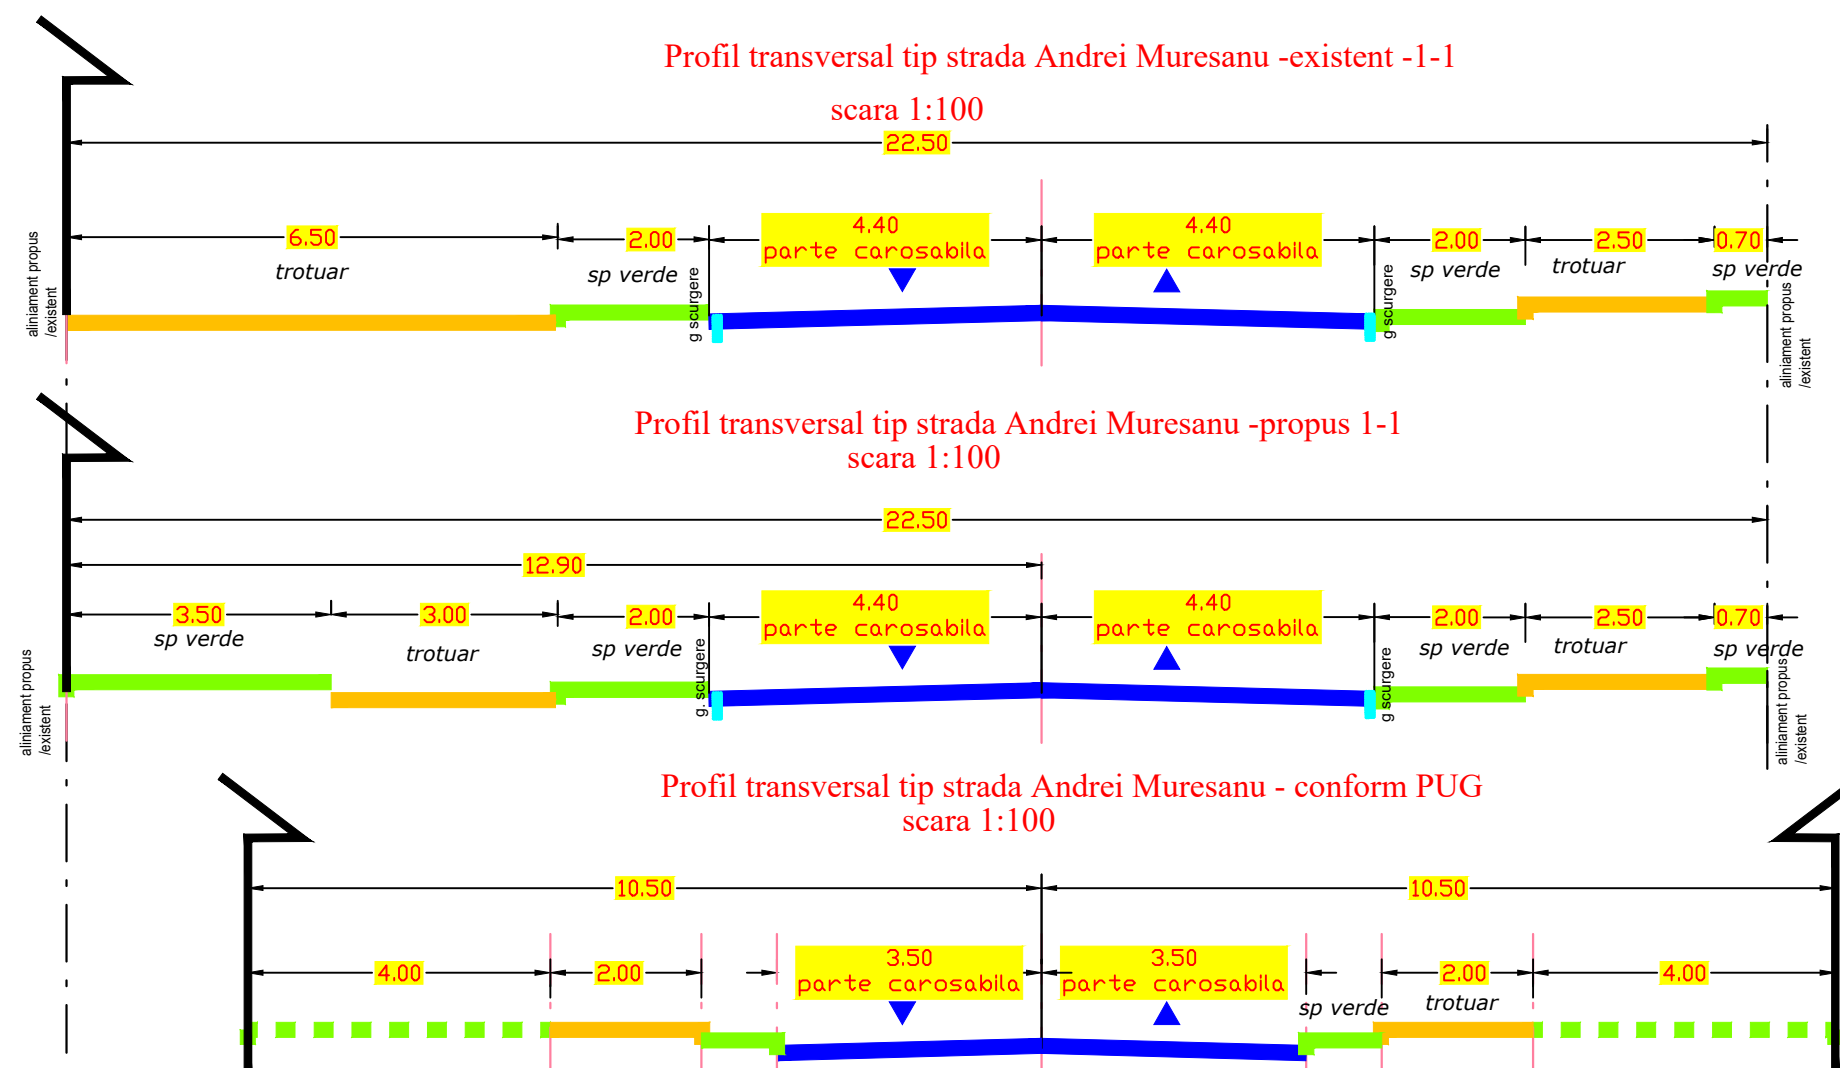 Profil transversal tip strada Andrei Muresanu -existent -1-1
scara 1:100
22.50
6.50
2.00
4.40
parte carosabila
4.40
parte carosabila
2.00
2.50
0.70
trotuar
sp verde
sp verde
trotuar
sp verde
aliniament propus
/existent
g scurgere
g scurgere
aliniament propus
/existent
Profil transversal tip strada Andrei Muresanu -propus 1-1
scara 1:100
22.50
12.90
3.50
3.00
2.00
4.40
parte carosabila
4.40
parte carosabila
2.00
2.50
0.70
sp verde
trotuar
sp verde
sp verde
trotuar
sp verde
aliniament propus
/existent
g. scurgere
g scurgere
aliniament propus
/existent
Profil transversal tip strada Andrei Muresanu - conform PUG
scara 1:100
10.50
10.50
4.00
2.00
3.50
parte carosabila
3.50
parte carosabila
2.00
4.00
sp verde
trotuar